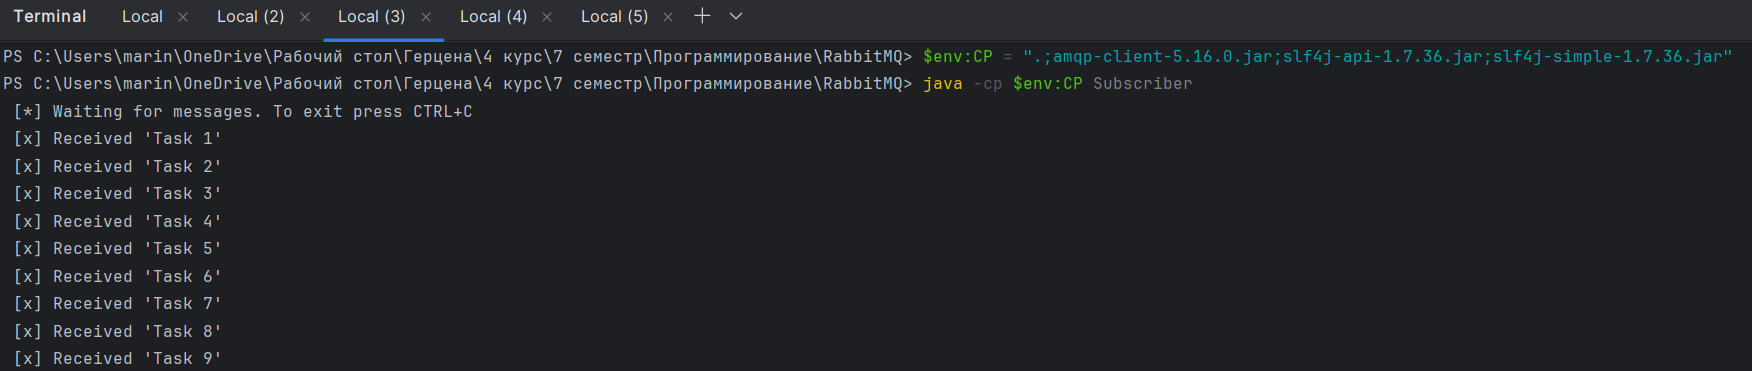 Terminal Local × Local (2) × Local (3) × Local (4) × Local (5) × +
PS C:\Users\marin\OneDrive\Рабочий стол\Герцена\4 курс\7 семестр\Программирование\RabbitMQ> $env:CP = ".;amqp-client-5.16.0.jar;slf4j-api-1.7.36.jar;slf4j-simple-1.7.36.jar"
PS C:\Users\marin\OneDrive\Рабочий стол\Герцена\4 курс\7 семестр\Программирование\RabbitMQ> java -cp $env:CP Subscriber
[*] Waiting for messages. To exit press CTRL+C
[x] Received 'Task 1'
[x] Received 'Task 2'
[x] Received 'Task 3'
[x] Received 'Task 4'
[x] Received 'Task 5'
[x] Received 'Task 6'
[x] Received 'Task 7'
[x] Received 'Task 8'
[x] Received 'Task 9'